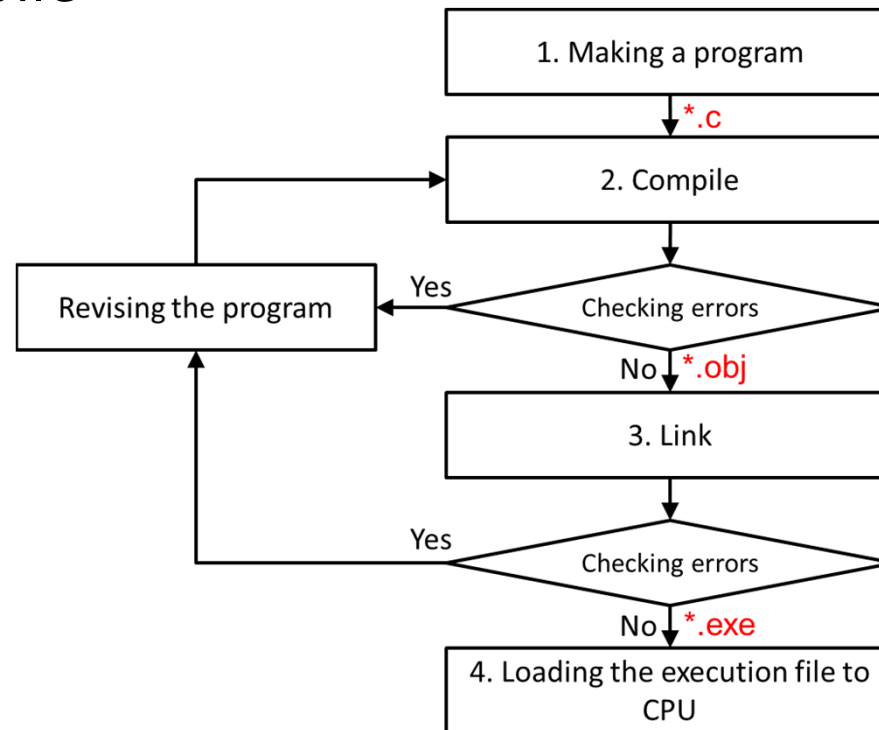 1. Making a program
*.c
2. Compile
Yes
Checking errors
Revising the program
No
*.obj
3. Link
Yes
Checking errors
No
*.exe
4. Loading the execution file to
CPU